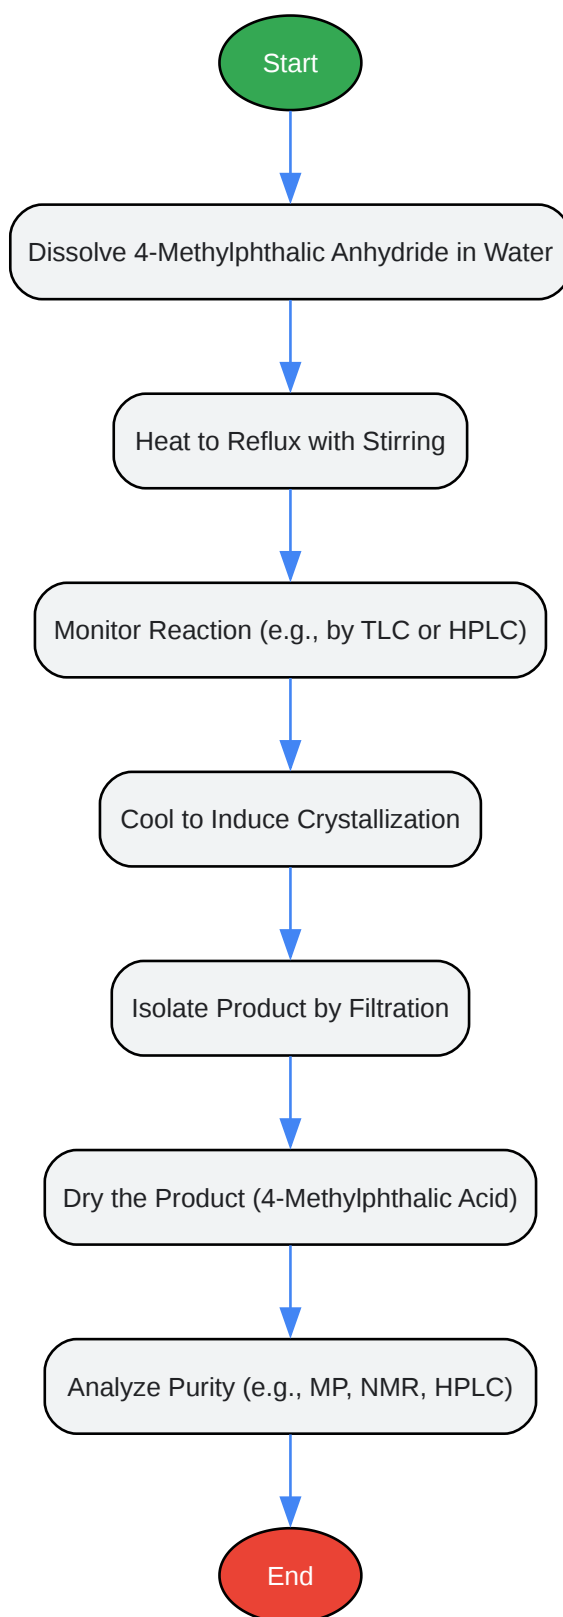 Start
Dissolve 4-Methylphthalic Anhydride in Water
Heat to Reflux with Stirring
Monitor Reaction (e.g., by TLC or HPLC)
Cool to Induce Crystallization
Isolate Product by Filtration
Dry the Product (4-Methylphthalic Acid)
Analyze Purity (e.g., MP, NMR, HPLC)
End